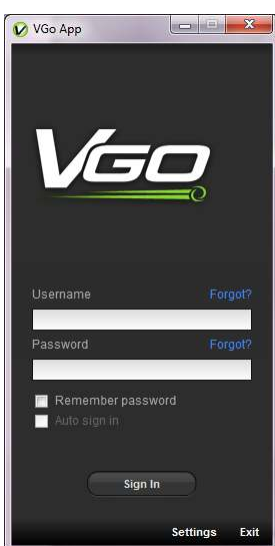 VGo App
VGO
Username Forgot?
Password Forgot?
Remember password
Auto sign in
Sign In
Settings Exit